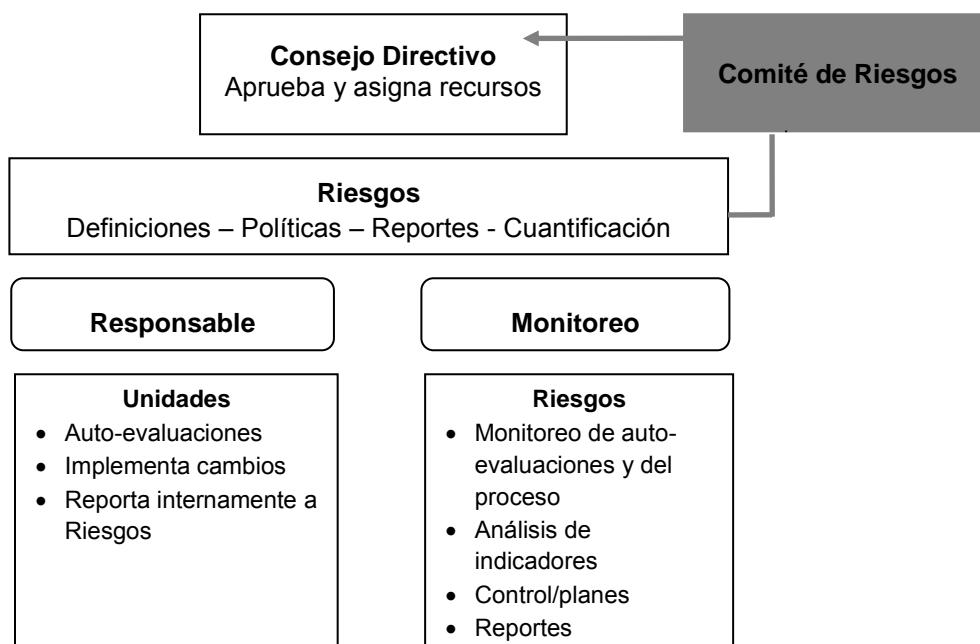 Consejo Directivo
Aprueba y asigna recursos
Comité de Riesgos
Riesgos
Definiciones – Políticas – Reportes - Cuantificación
Responsable
Monitoreo
Unidades
• Auto-evaluaciones
• Implementa cambios
• Reporta internamente a
Riesgos
Riesgos
• Monitoreo de auto-
evaluaciones y del
proceso
• Análisis de
indicadores
• Control/planes
• Reportes